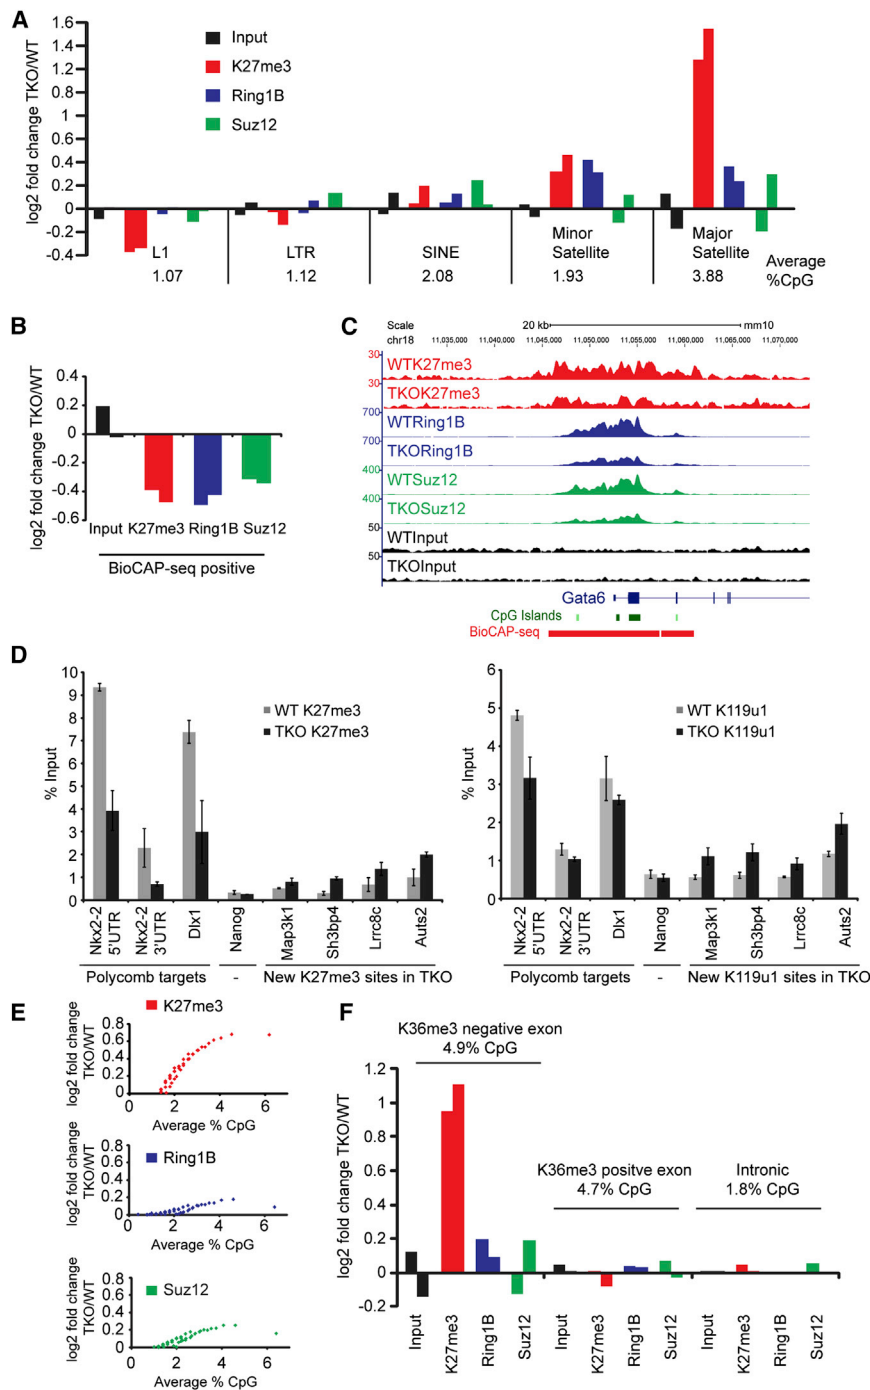 A
log2 fold change TKO/WT
1.6
1.4
1.2
1
0.8
0.6
0.4
0.2
0
-0.2
-0.4
Input
K27me3
Ring1B
Suz12
L1
1.07
LTR
1.12
SINE
2.08
Minor
Satellite
1.93
Major
Satellite
3.88
Average
%CpG
B
log2 fold change TKO/WT
0.4
0.2
0
-0.2
-0.4
-0.6
Input K27me3 Ring1B Suz12
BioCAP-seq positive
C
Scale 20 kb mm10
chr18 11,035,000 11,040,000 11,045,000 11,050,000 11,055,000 11,060,000 11,070,000
30
WTK27me3
30
TKOK27me3
700
WTRing1B
700
TKORing1B
400
WTSuz12
400
TKOSuz12
50
WTInput
50
TKOInput
Gata6
CpG Islands
BioCAP-seq
D
% Input
10
9
8
7
6
5
4
3
2
1
0
WT K27me3
TKO K27me3
Nkx2-2 5'UTR
Nkx2-2 3'UTR
Dlx1
Nanog
Map3k1
Sh3bp4
Lrrc8c
Auts2
Polycomb targets - New K27me3 sites in TKO
% Input
6
5
4
3
2
1
0
WT K119u1
TKO K119u1
Nkx2-2 5'UTR
Nkx2-2 3'UTR
Dlx1
Nanog
Map3k1
Sh3bp4
Lrrc8c
Auts2
Polycomb targets - New K119u1 sites in TKO
E
K27me3
log2 fold change TKO/WT
0.8
0.6
0.4
0.2
0
0 2 4 6
Average % CpG
Ring1B
log2 fold change TKO/WT
0.8
0.6
0.4
0.2
0
0 2 4 6
Average % CpG
Suz12
log2 fold change TKO/WT
0.8
0.6
0.4
0.2
0
0 2 4 6
Average % CpG
F
log2 fold change TKO/WT
1.2
1
0.8
0.6
0.4
0.2
0
-0.2
K36me3 negative exon
4.9% CpG
K36me3 positve exon
4.7% CpG
Intronic
1.8% CpG
Input
K27me3
Ring1B
Suz12
Input
K27me3
Ring1B
Suz12
Input
K27me3
Ring1B
Suz12